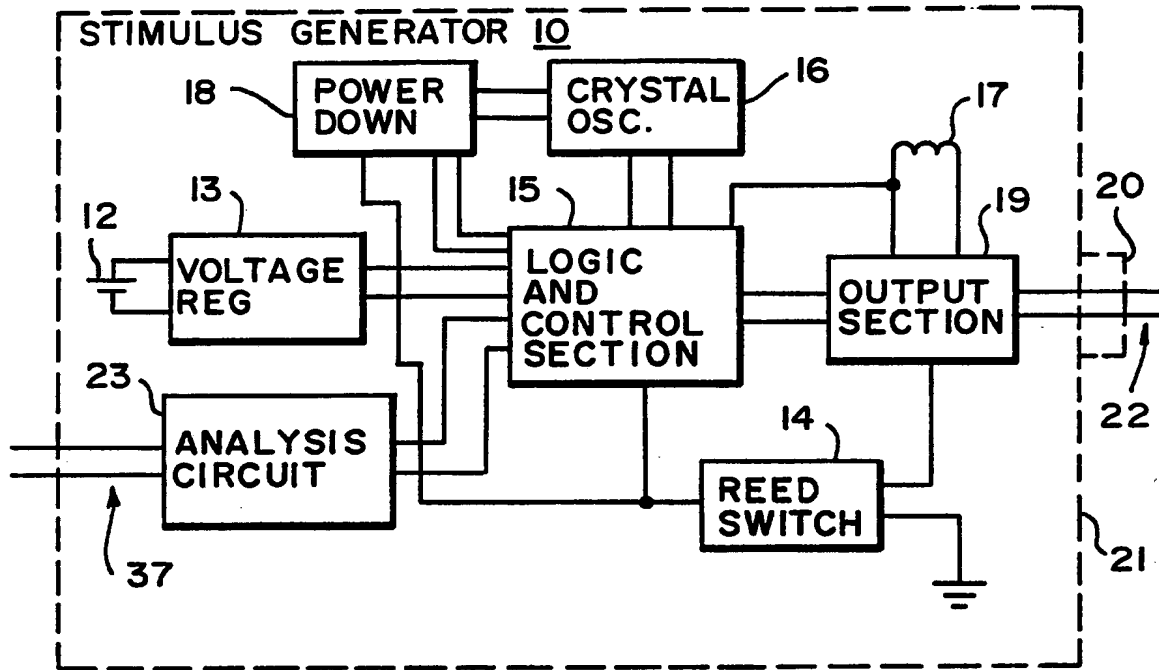 STIMULUS GENERATOR 10
18
POWER
DOWN
CRYSTAL
OSC.
16
17
12
13
VOLTAGE
REG
15
LOGIC
AND
CONTROL
SECTION
19
OUTPUT
SECTION
20
22
23
ANALYSIS
CIRCUIT
37
14
REED
SWITCH
21